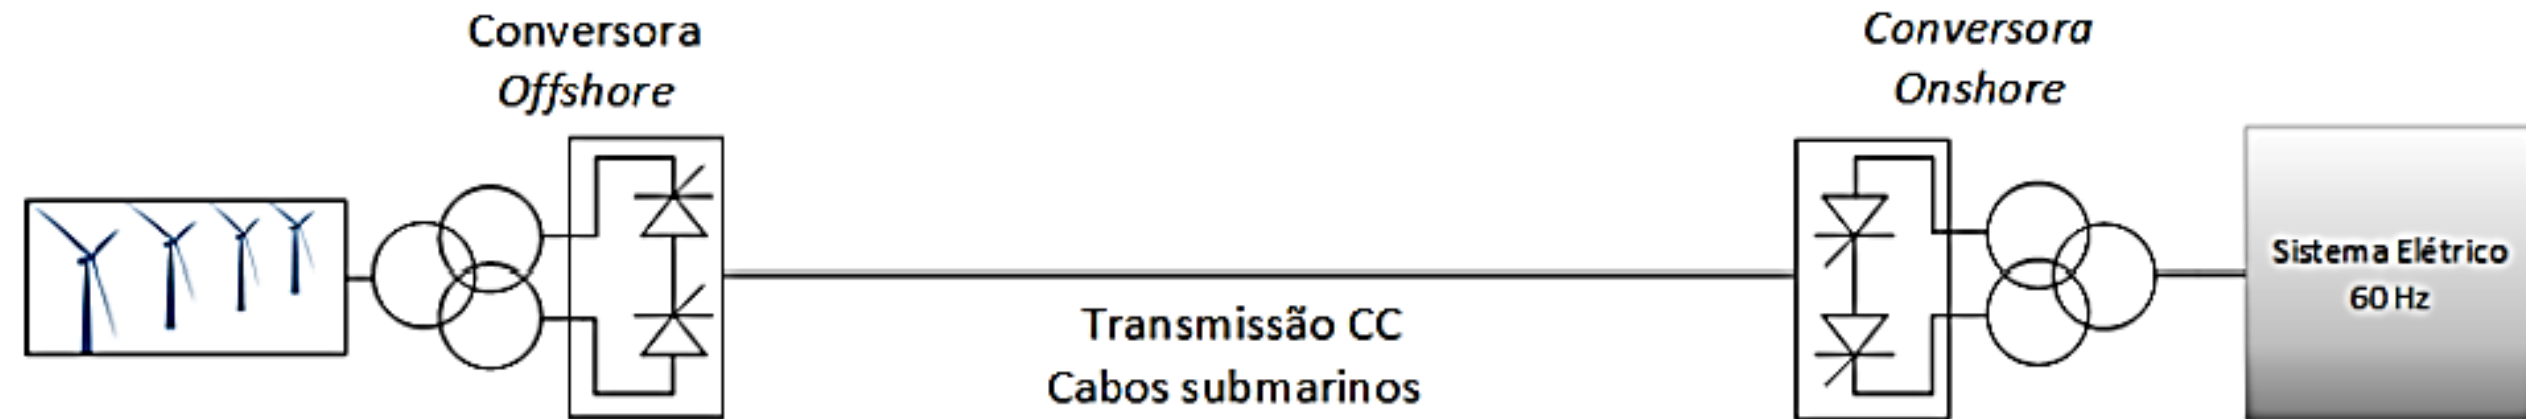 Conversora
Offshore
Conversora
Onshore
Transmissão CC
Cabos submarinos
Sistema Elétrico
60 Hz